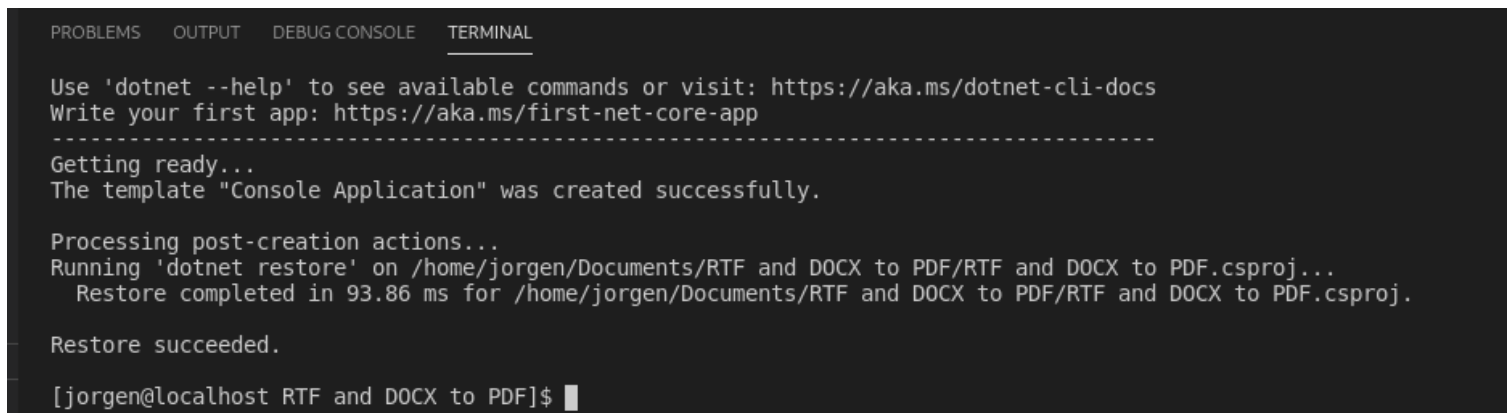 PROBLEMS OUTPUT DEBUG CONSOLE TERMINAL
Use 'dotnet --help' to see available commands or visit: https://aka.ms/dotnet-cli-docs
Write your first app: https://aka.ms/first-net-core-app
--------------------------------------------------------------------------------------
Getting ready...
The template "Console Application" was created successfully.
Processing post-creation actions...
Running 'dotnet restore' on /home/jorgen/Documents/RTF and DOCX to PDF/RTF and DOCX to PDF.csproj...
  Restore completed in 93.86 ms for /home/jorgen/Documents/RTF and DOCX to PDF/RTF and DOCX to PDF.csproj.
Restore succeeded.
[jorgen@localhost RTF and DOCX to PDF]$